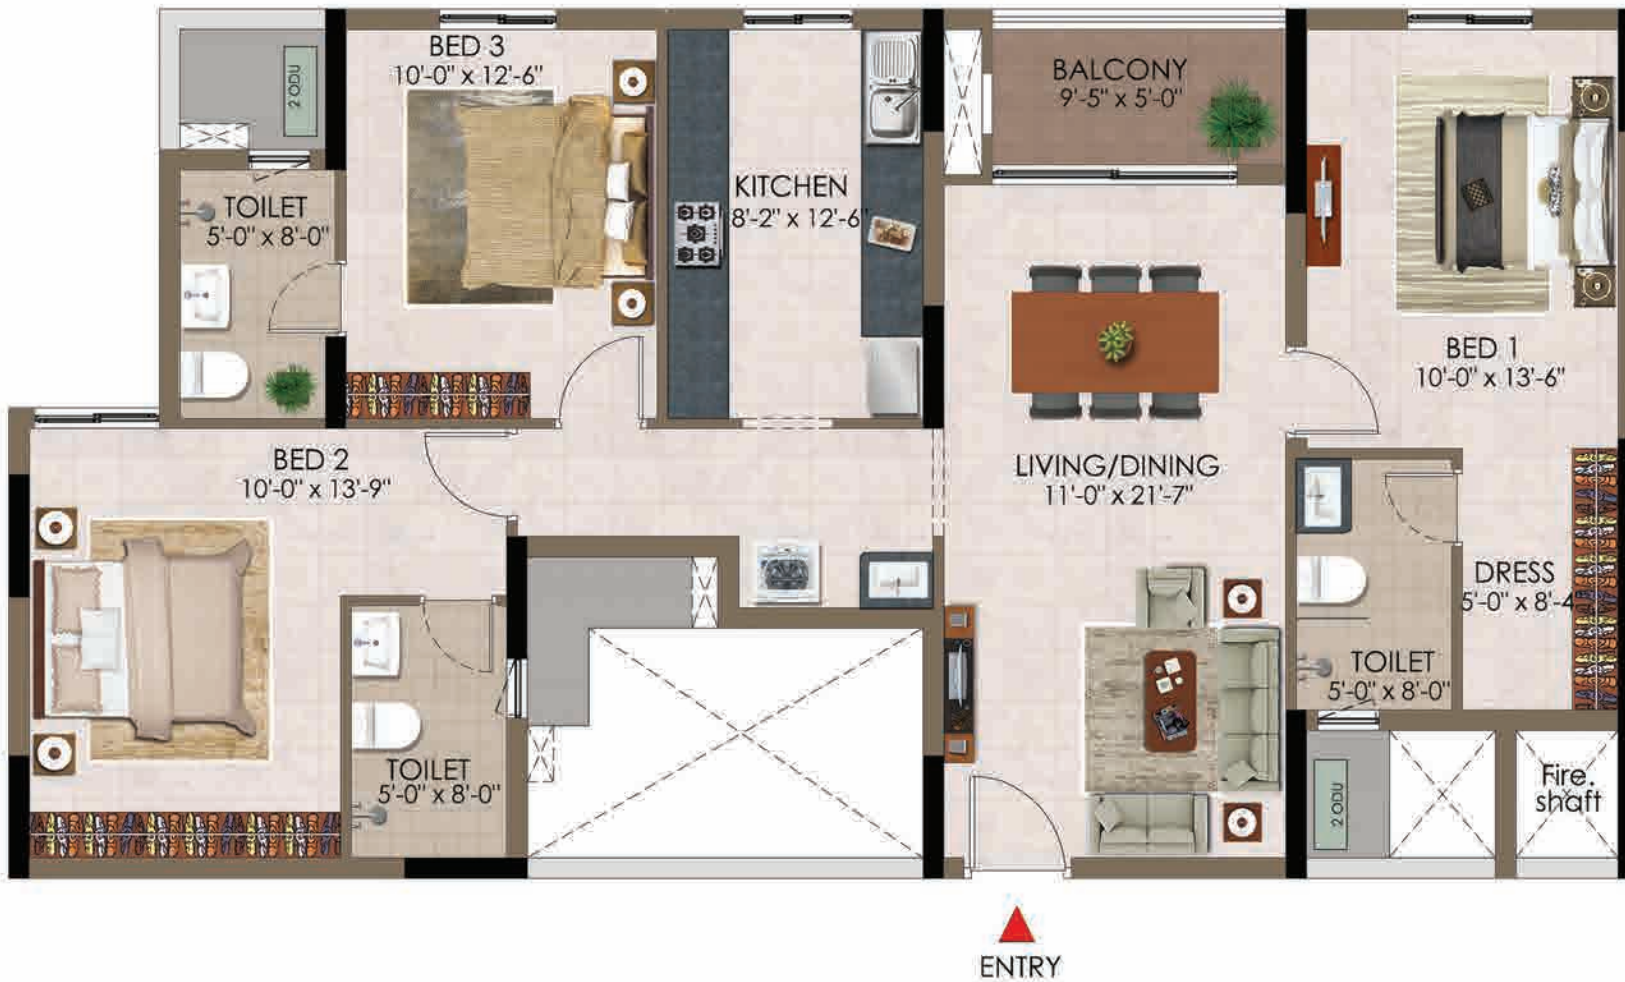 BED 3
10'-0" x 12'-6"
2 ODU
TOILET
5'-0" x 8'-0"
KITCHEN
8'-2" x 12'-6
BALCONY
9'-5" x 5'-0"
BED 1
10'-0" x 13'-6"
BED 2
10'-0" x 13'-9"
LIVING/DINING
11'-0" x 21'-7"
DRESS
5'-0" x 8'-4
TOILET
5'-0" x 8'-0"
TOILET
5'-0" x 8'-0"
2 ODU
Fire.
shaft
ENTRY